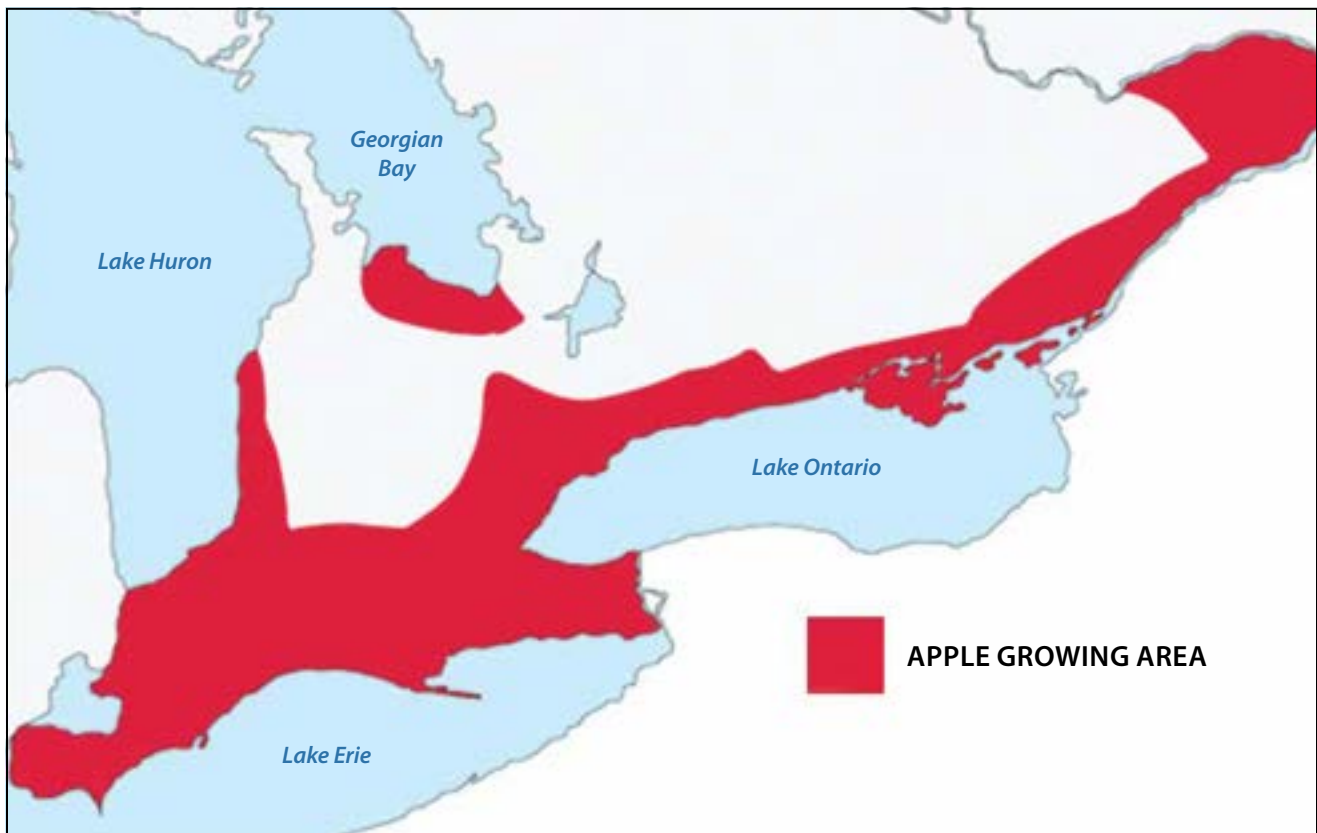 Georgian
Bay
Lake Huron
Lake Ontario
APPLE GROWING AREA
Lake Erie